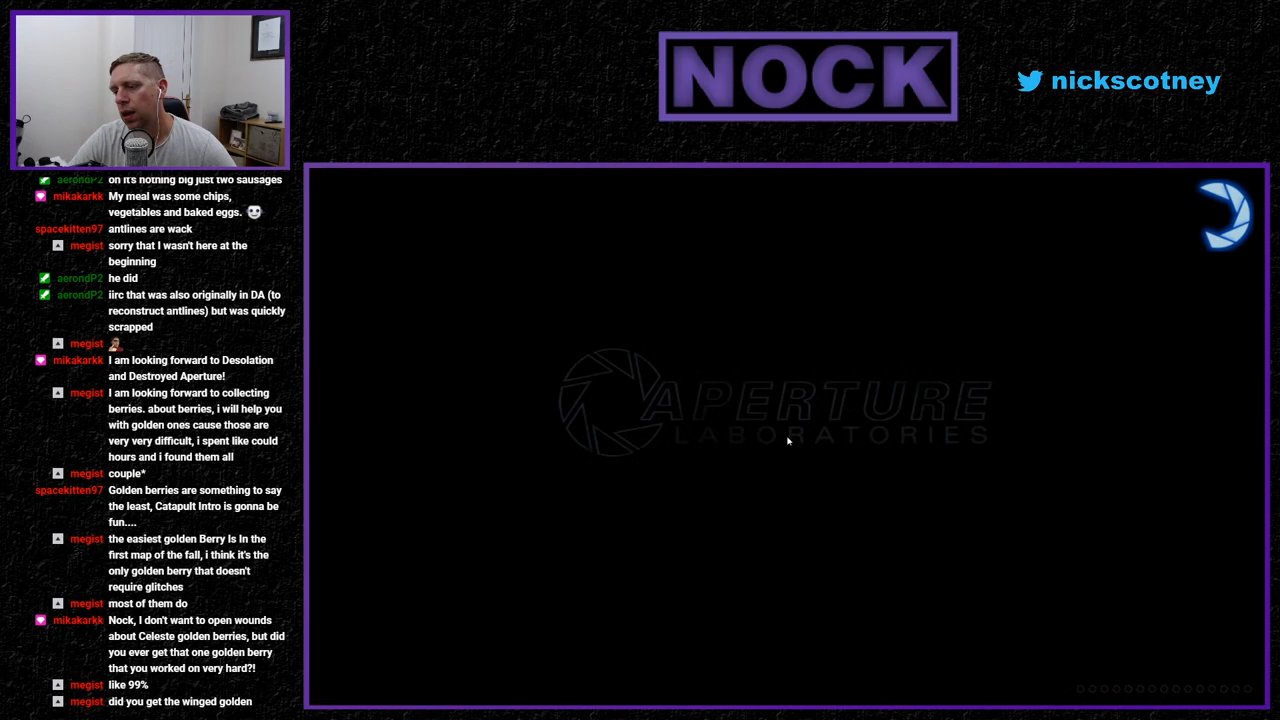 NOCK
nickscotney
aerondP2 on it's nothing big just two sausages
mikakarkk My meal was some chips,
vegetables and baked eggs.
spacekitten97 antlines are wack
megist sorry that I wasn't here at the
beginning
aerondP2 he did
aerondP2 iirc that was also originally in DA (to
reconstruct antlines) but was quickly
scrapped
megist
mikakarkk I am looking forward to Desolation
and Destroyed Aperture!
megist I am looking forward to collecting
berries. about berries, i will help you
with golden ones cause those are
very very difficult, i spent like could
hours and i found them all
megist couple*
spacekitten97 Golden berries are something to say
the least, Catapult Intro is gonna be
fun....
megist the easiest golden Berry Is In the
first map of the fall, i think it's the
only golden berry that doesn't
require glitches
megist most of them do
mikakarkk Nock, I don't want to open wounds
about Celeste golden berries, but did
you ever get that one golden berry
that you worked on very hard?!
megist like 99%
megist did you get the winged golden
APERTURE
LABORATORIES